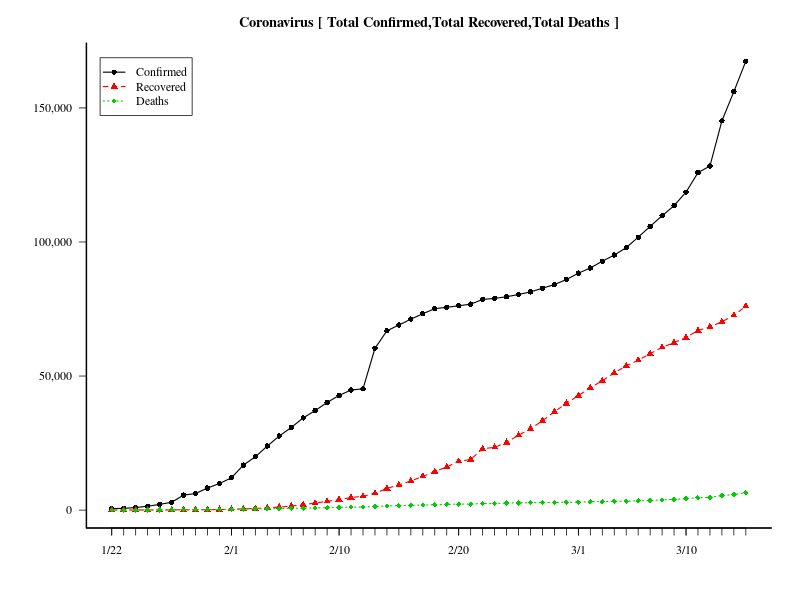 Coronavirus [ Total Confirmed,Total Recovered,Total Deaths ]
Confirmed
Recovered
Deaths
150,000
100,000
50,000
0
1/22 2/1 2/10 2/20 3/1 3/10